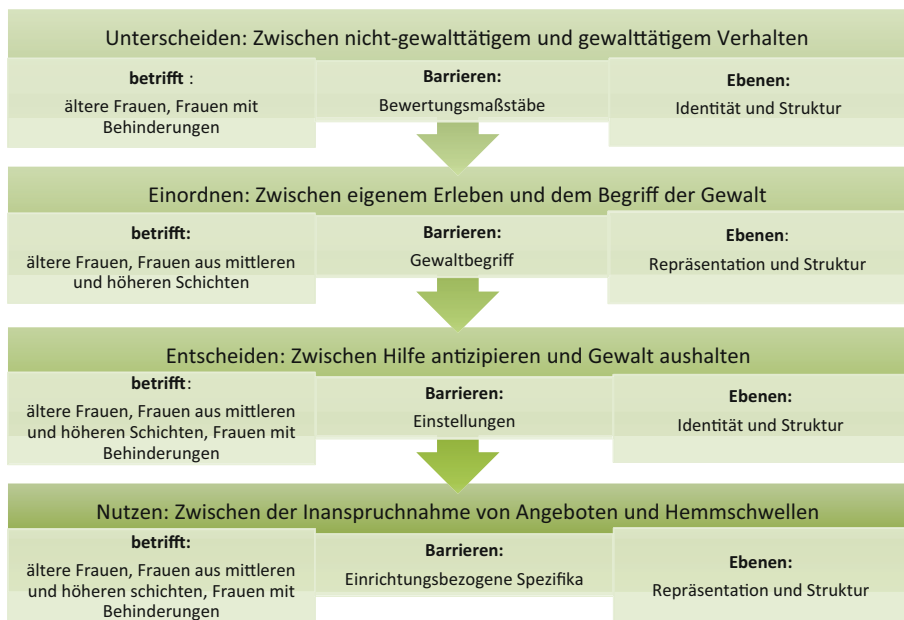 Unterscheiden: Zwischen nicht-gewalttätigem und gewalttätigem Verhalten
betrifft :
ältere Frauen, Frauen mit
Behinderungen
Barrieren:
Bewertungsmaßstäbe
Ebenen:
Identität und Struktur
Einordnen: Zwischen eigenem Erleben und dem Begriff der Gewalt
betrifft:
ältere Frauen, Frauen aus mittleren
und höheren Schichten
Barrieren:
Gewaltbegriff
Ebenen:
Repräsentation und Struktur
Entscheiden: Zwischen Hilfe antizipieren und Gewalt aushalten
betrifft:
ältere Frauen, Frauen aus mittleren
und höheren Schichten, Frauen mit
Behinderungen
Barrieren:
Einstellungen
Ebenen:
Identität und Struktur
Nutzen: Zwischen der Inanspruchnahme von Angeboten und Hemmschwellen
betrifft:
ältere Frauen, Frauen aus mittleren
und höheren schichten, Frauen mit
Behinderungen
Barrieren:
Einrichtungsbezogene Spezifika
Ebenen:
Repräsentation und Struktur